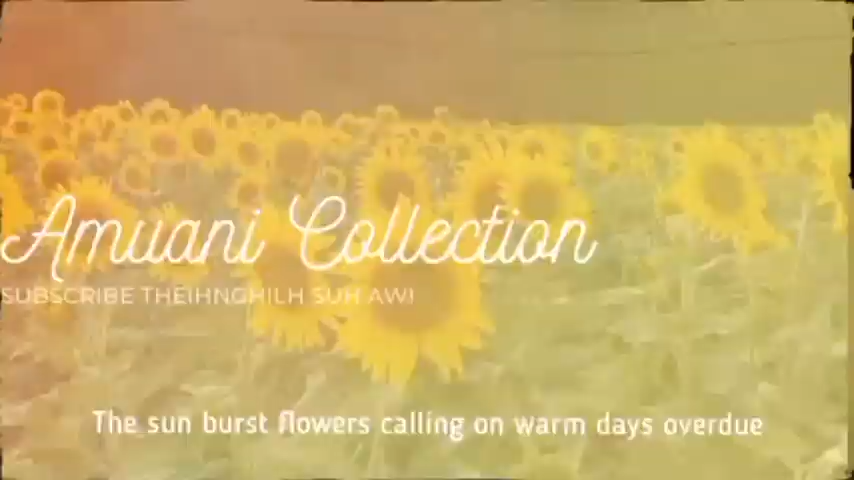 Amuani Collection
SUBSCRIBE THEIHNGHILH SUH AWI
The sun burst flowers calling on warm days overdue